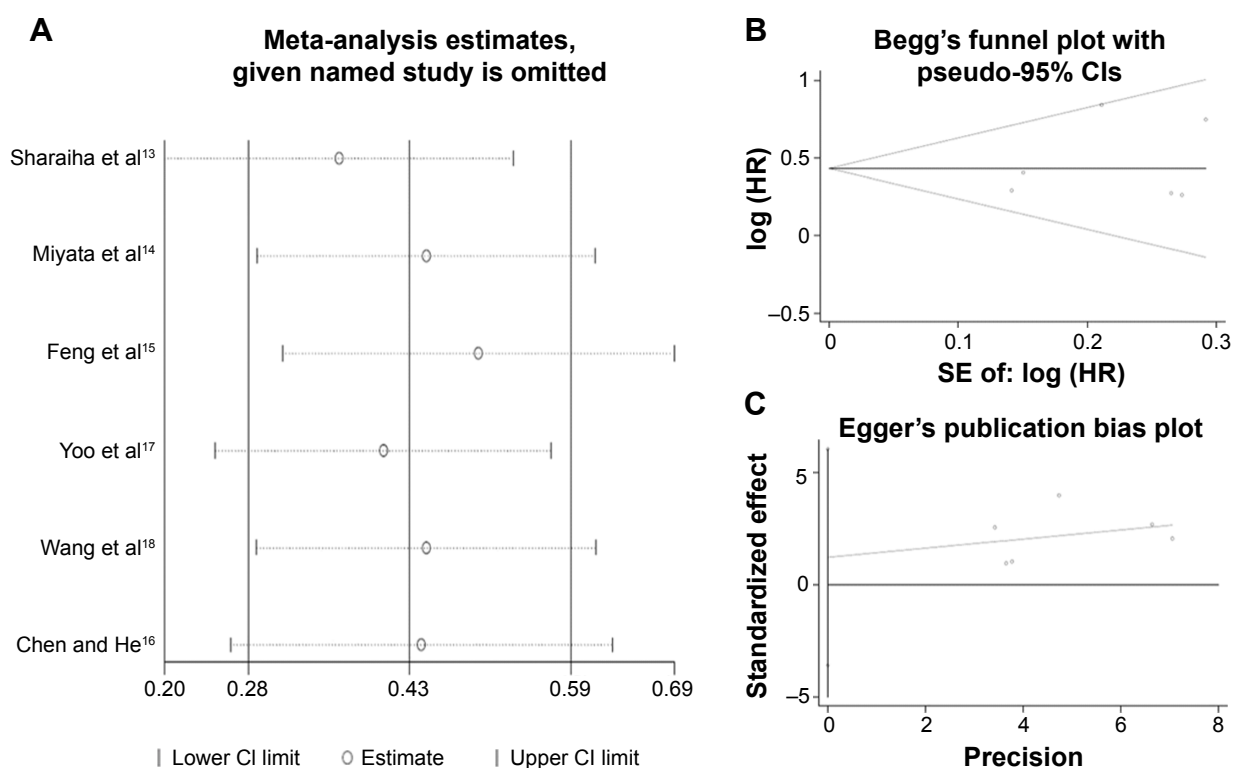 A
Meta-analysis estimates,
given named study is omitted
Sharaiha et al¹³
Miyata et al¹⁴
Feng et al¹⁵
Yoo et al¹⁷
Wang et al¹⁸
Chen and He¹⁶
0.20 0.28 0.43 0.59 0.69
Lower CI limit Estimate Upper CI limit
B
Begg’s funnel plot with
pseudo-95% CIs
log (HR)
1
0.5
0
–0.5
0 0.1 0.2 0.3
SE of: log (HR)
C
Egger’s publication bias plot
Standardized effect
5
0
–5
0 2 4 6 8
Precision